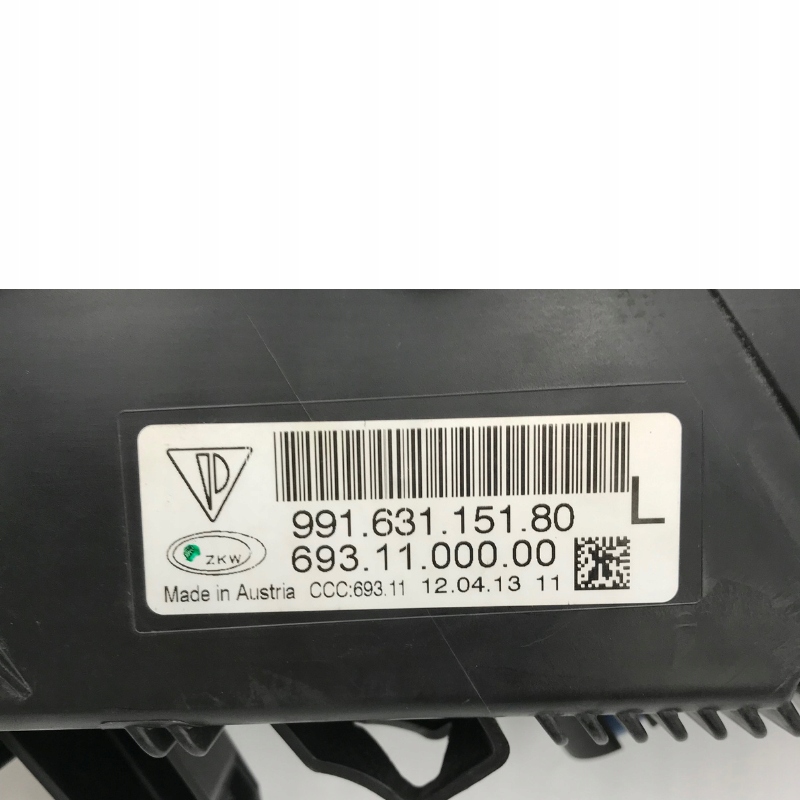 991.631.151.80
L
693.11.000.00
ZKW
Made in Austria CCC:693.11 12.04.13 11